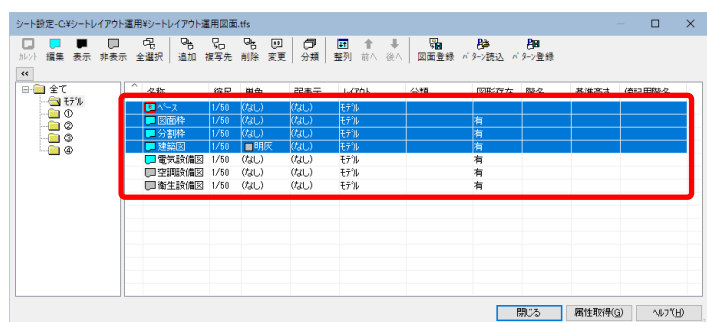 シート設定-C:¥シートレイアウト運用¥シートレイアウト運用図面.tfs
ｶﾚﾝﾄ 編集 表示 非表示 全選択 追加 複写先 削除 変更 分類 整列 前へ 後へ 図面登録 ﾊﾟﾀｰﾝ読込 ﾊﾟﾀｰﾝ登録
<<
全て
ﾓﾃﾞﾙ
①
②
③
④
名称 縮尺 単色 弱表示 ﾚｲｱｳﾄ 分類 図形存在 階名 基準高さ
ベース 1/50 (なし) (なし) ﾓﾃﾞﾙ
図面枠 1/50 (なし) (なし) ﾓﾃﾞﾙ 有
分割枠 1/50 (なし) (なし) ﾓﾃﾞﾙ 有
建築図 1/50 明灰 (なし) ﾓﾃﾞﾙ 有
電気設備図 1/50 (なし) (なし) ﾓﾃﾞﾙ 有
空調設備図 1/50 (なし) (なし) ﾓﾃﾞﾙ 有
衛生設備図 1/50 (なし) (なし) ﾓﾃﾞﾙ 有
閉じる 属性取得(G) ﾍﾙﾌﾟ(H)